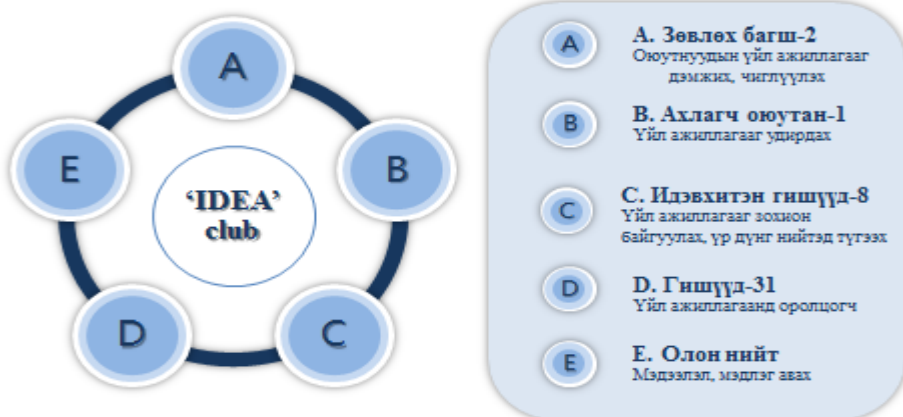 A
B
C
D
E
‘IDEA’
club
A
A. Зөвлөх багш-2
Оюутнуудын үйл ажиллагааг
дэмжих, чиглүүлэх
B
B. Ахлагч оюутан-1
Үйл ажиллагааг удирдах
C
C. Идэвхитэн гишүүд-8
Үйл ажиллагааг зохион
байгуулах, үр дүнг нийтэд түгээх
D
D. Гишүүд-31
Үйл ажиллагаанд оролцогч
E
E. Олон нийт
Мэдээлэл, мэдлэг авах